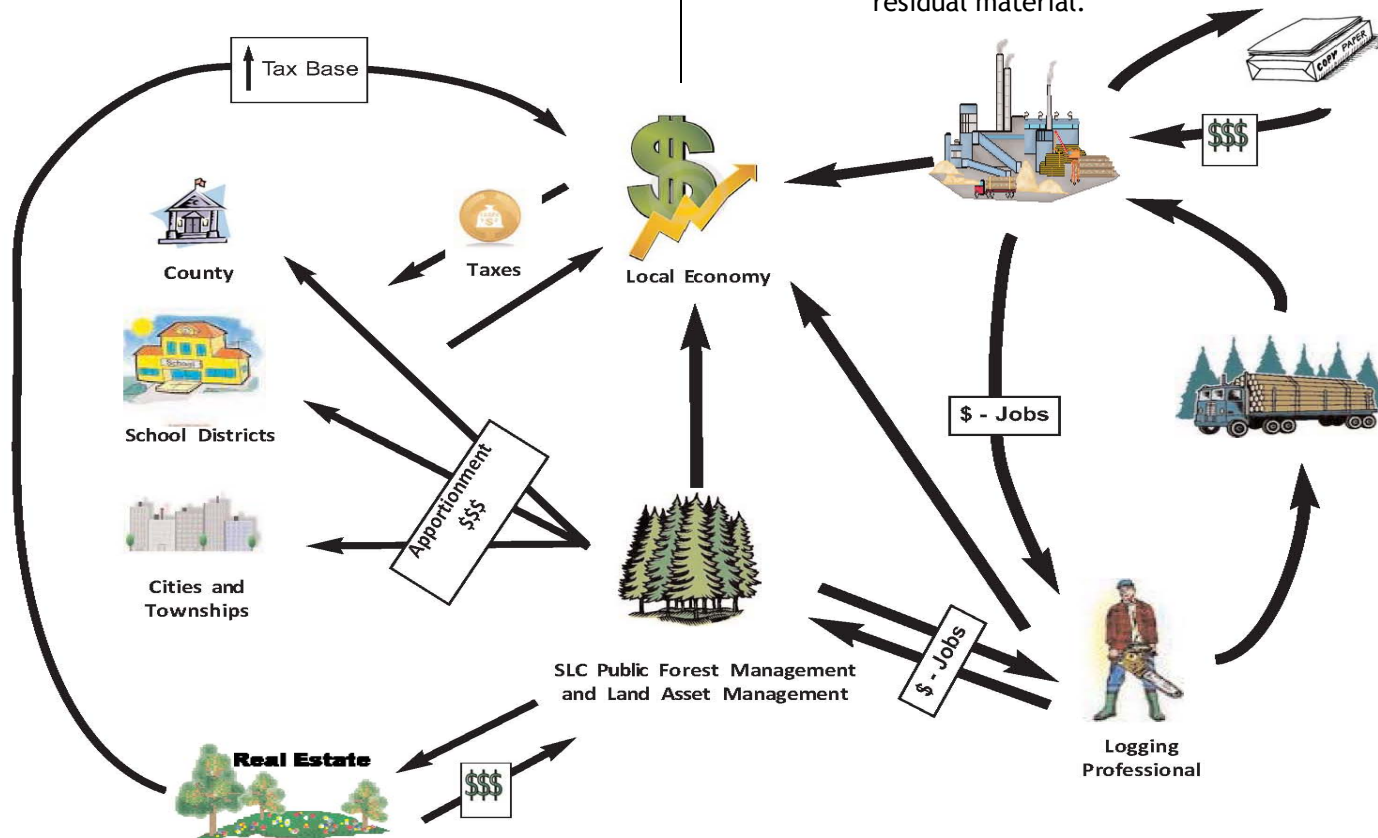 residual material.
Tax Base
COPY PAPER
$$$
County
Taxes
Local Economy
School
School Districts
$ - Jobs
Apportionment
$$$
Cities and
Townships
SLC Public Forest Management
and Land Asset Management
$ - Jobs
Logging
Professional
Real Estate
$$$